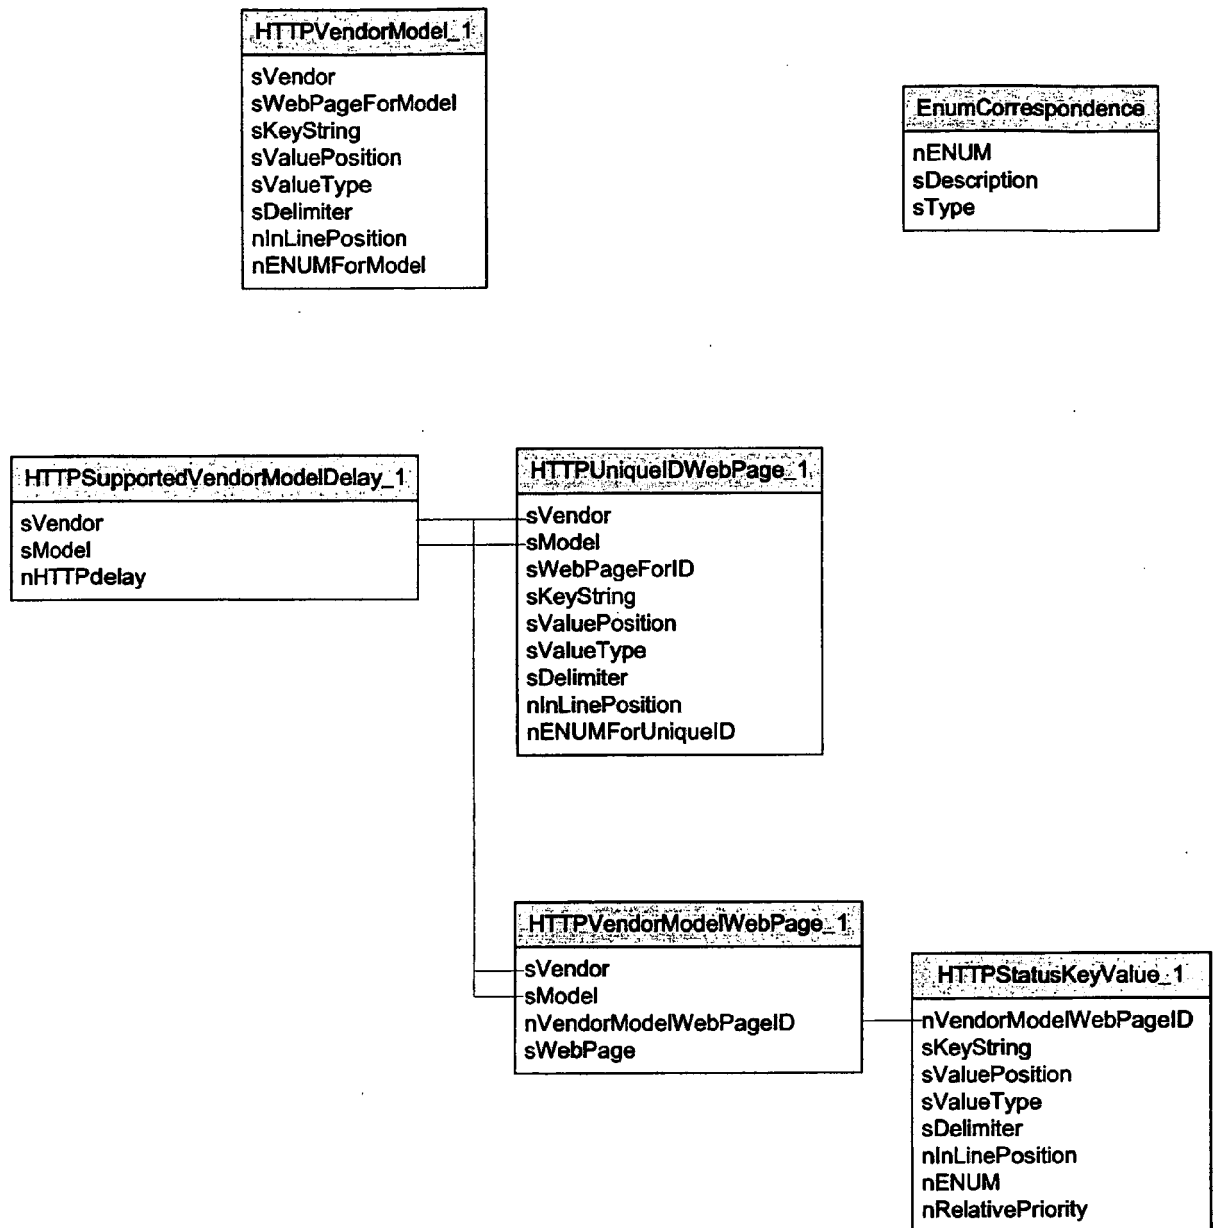 HTTPVendorModel_1
sVendor
sWebPageForModel
sKeyString
sValuePosition
sValueType
sDelimiter
nInLinePosition
nENUMForModel
EnumCorrespondence
nENUM
sDescription
sType
HTTPSupportedVendorModelDelay_1
sVendor
sModel
nHTTPdelay
HTTPUniqueIDWebPage_1
sVendor
sModel
sWebPageForID
sKeyString
sValuePosition
sValueType
sDelimiter
nInLinePosition
nENUMForUniqueID
HTTPVendorModelWebPage_1
sVendor
sModel
nVendorModelWebPageID
sWebPage
HTTPStatusKeyValue_1
nVendorModelWebPageID
sKeyString
sValuePosition
sValueType
sDelimiter
nInLinePosition
nENUM
nRelativePriority